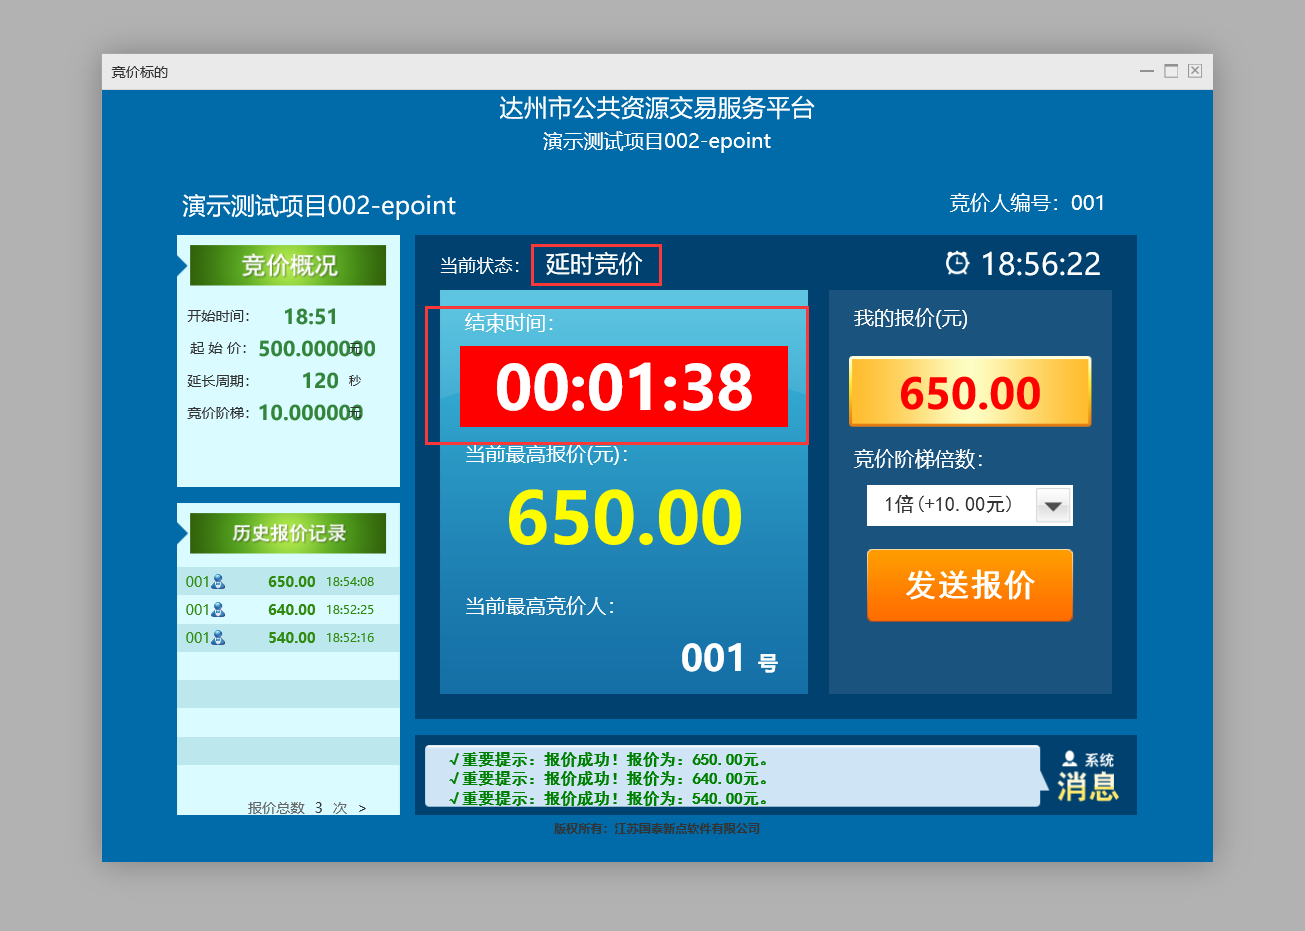 竞价标的
达州市公共资源交易服务平台
演示测试项目002-epoint
演示测试项目002-epoint
竞价人编号：001
竞价概况
开始时间： 18:51
起 始 价： 500.000000 元
延长周期： 120 秒
竞价阶梯： 10.000000 元
历史报价记录
001 650.00 18:54:08
001 640.00 18:52:25
001 540.00 18:52:16
报价总数 3 次 >
当前状态： 延时竞价
18:56:22
结束时间：
00:01:38
当前最高报价(元)：
650.00
当前最高竞价人：
001 号
我的报价(元)
650.00
竞价阶梯倍数：
1倍(+10.00元)
发送报价
√重要提示：报价成功！报价为：650.00元。
√重要提示：报价成功！报价为：640.00元。
√重要提示：报价成功！报价为：540.00元。
系统
消息
版权所有：江苏国泰新点软件有限公司